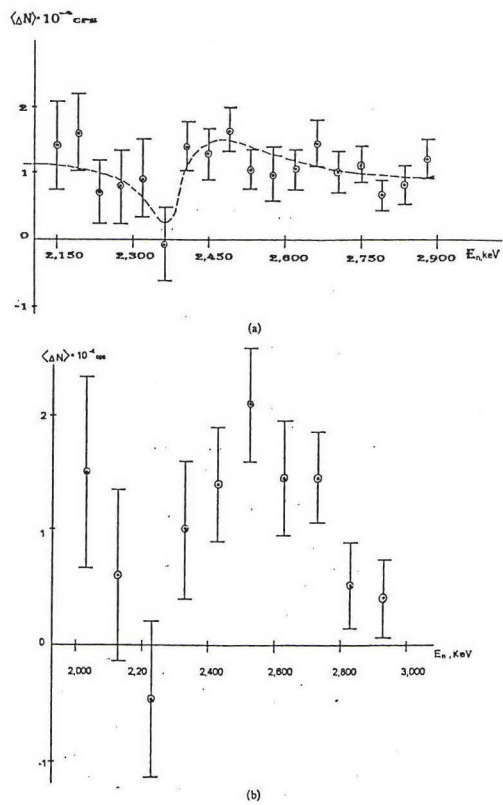 ⟨ΔN⟩·10⁻⁴ cps
2
1
0
2,150 2,300 2,450 2,600 2,750 2,900 Eₙ,keV
-1
(a)
⟨ΔN⟩·10⁻⁴ cps
2
1
0
2,000 2,20 2,400 2,600 2,800 3,000 Eₙ,KeV
-1
(b)